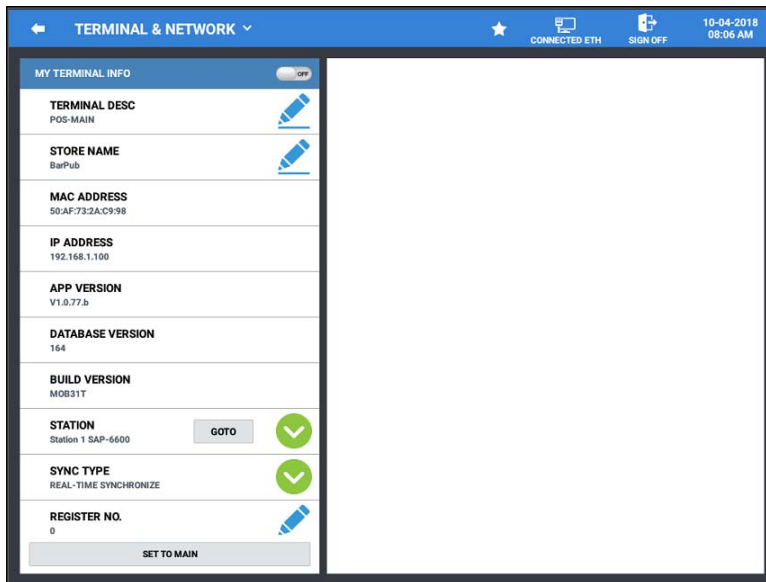 TERMINAL & NETWORK
CONNECTED ETH
SIGN OFF
10-04-2018
08:06 AM
MY TERMINAL INFO
OFF
TERMINAL DESC
POS-MAIN
STORE NAME
BarPub
MAC ADDRESS
50:AF:73:2A:C9:98
IP ADDRESS
192.168.1.100
APP VERSION
V1.0.77.b
DATABASE VERSION
164
BUILD VERSION
MOB31T
STATION
Station 1 SAP-6600
GOTO
SYNC TYPE
REAL-TIME SYNCHRONIZE
REGISTER NO.
0
SET TO MAIN